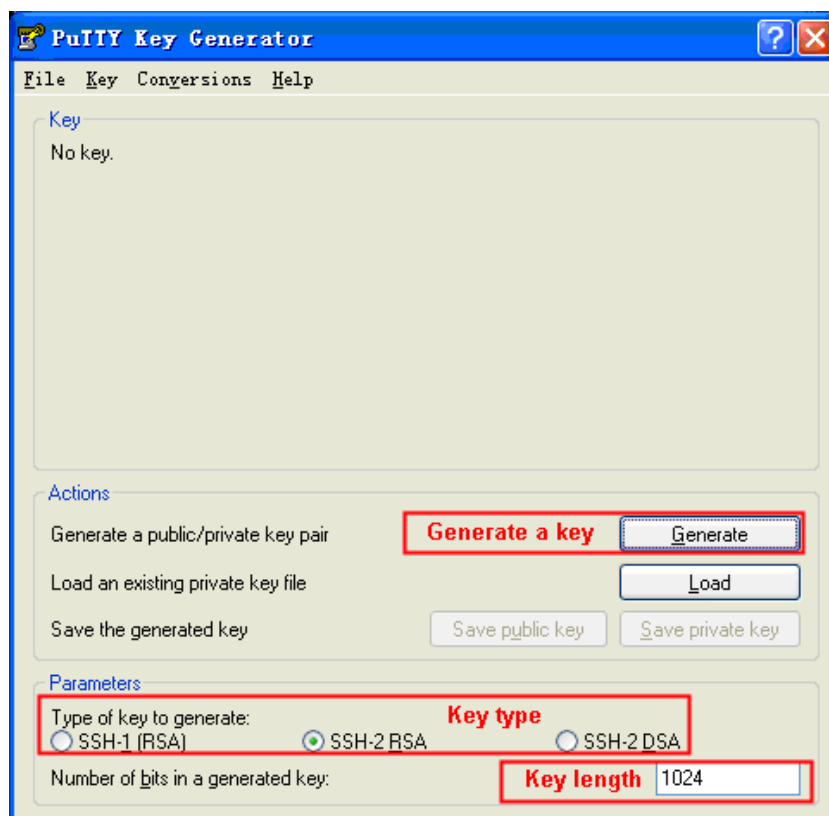 PuTTY Key Generator
File Key Conversions Help
Key
No key.
Actions
Generate a public/private key pair Generate a key Generate
Load an existing private key file Load
Save the generated key Save public key Save private key
Parameters
Type of key to generate: Key type
SSH-1 (RSA) SSH-2 RSA SSH-2 DSA
Number of bits in a generated key: Key length 1024